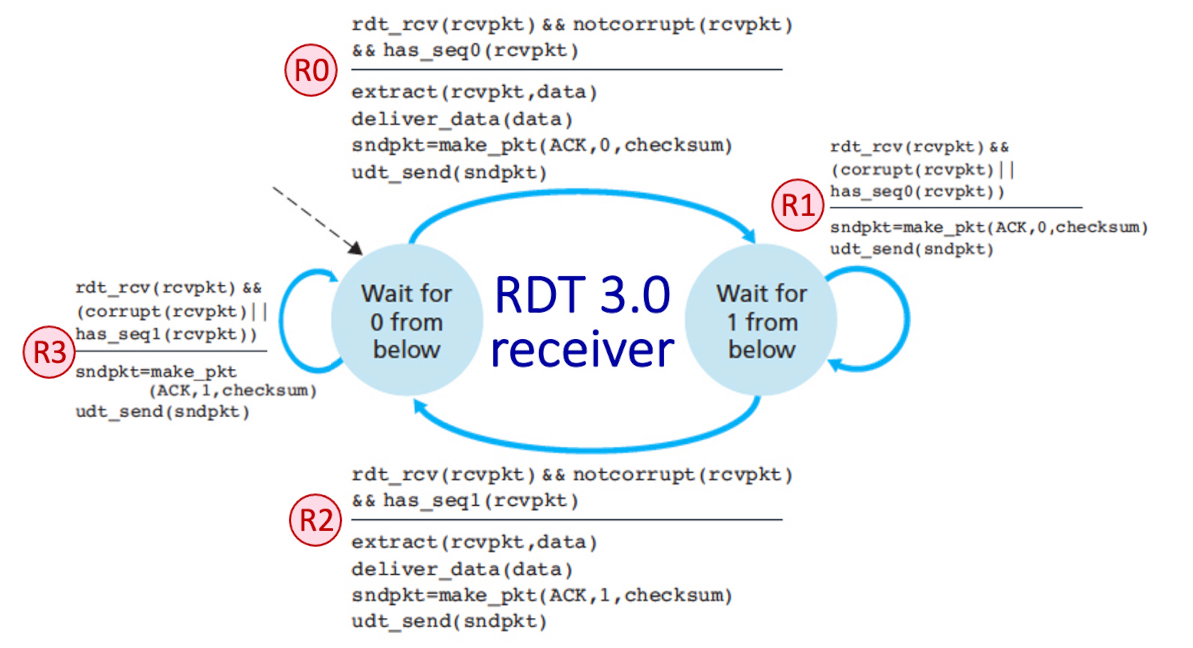 rdt_rcv(rcvpkt) && notcorrupt(rcvpkt)
&& has_seq0(rcvpkt)
R0
extract(rcvpkt,data)
deliver_data(data)
sndpkt=make_pkt(ACK,0,checksum)
udt_send(sndpkt)
rdt_rcv(rcvpkt) &&
(corrupt(rcvpkt)||
has_seq0(rcvpkt))
R1
sndpkt=make_pkt(ACK,0,checksum)
udt_send(sndpkt)
Wait for
0 from
below
RDT 3.0
receiver
Wait for
1 from
below
rdt_rcv(rcvpkt) &&
(corrupt(rcvpkt)||
has_seq1(rcvpkt))
R3
sndpkt=make_pkt
(ACK,1,checksum)
udt_send(sndpkt)
rdt_rcv(rcvpkt) && notcorrupt(rcvpkt)
&& has_seq1(rcvpkt)
R2
extract(rcvpkt,data)
deliver_data(data)
sndpkt=make_pkt(ACK,1,checksum)
udt_send(sndpkt)